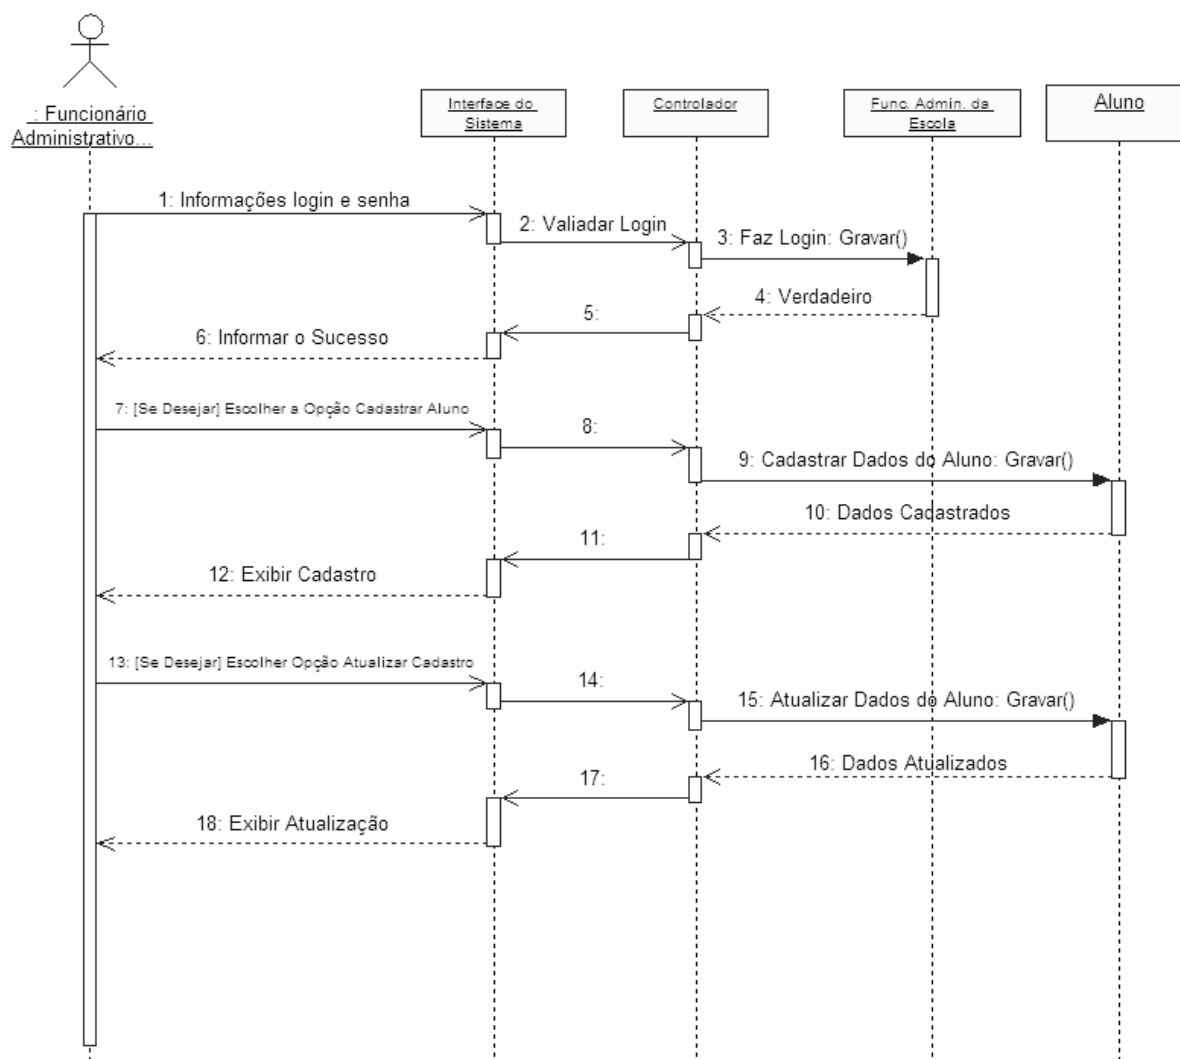 : Funcionário
Administrativo...
Interface do
Sistema
Controlador
Func. Admin. da
Escola
Aluno
1: Informações login e senha
2: Valiadar Login
3: Faz Login: Gravar()
4: Verdadeiro
5:
6: Informar o Sucesso
7: [Se Desejar] Escolher a Opção Cadastrar Aluno
8:
9: Cadastrar Dados do Aluno: Gravar()
10: Dados Cadastrados
11:
12: Exibir Cadastro
13: [Se Desejar] Escolher Opção Atualizar Cadastro
14:
15: Atualizar Dados do Aluno: Gravar()
16: Dados Atualizados
17:
18: Exibir Atualização